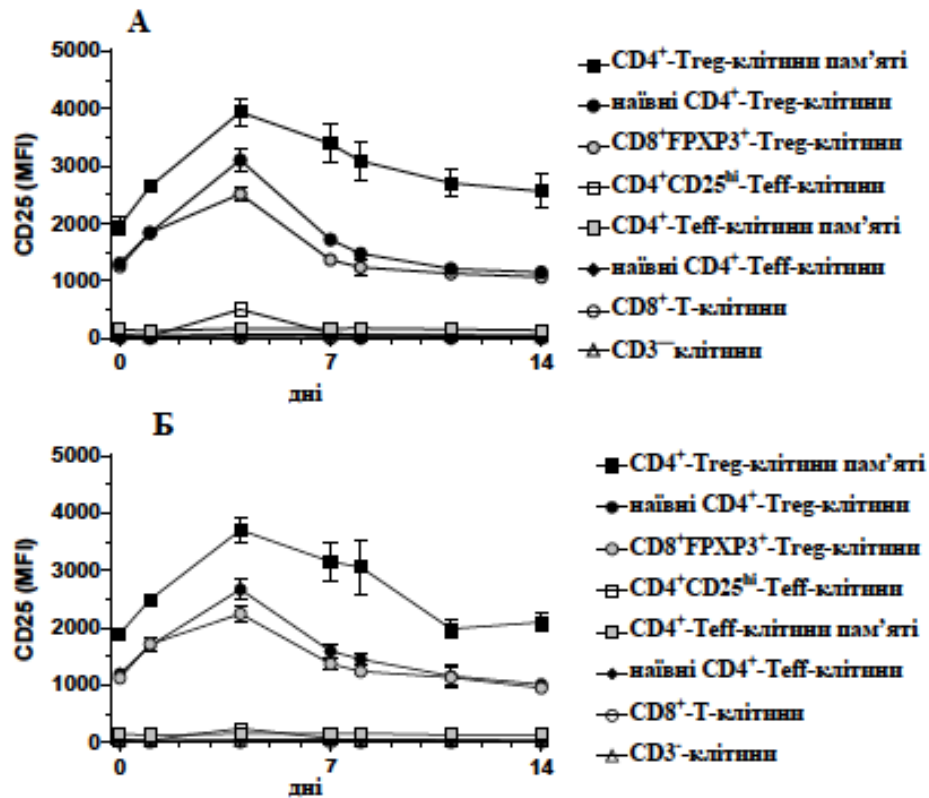 А
5000
4000
3000
2000
1000
0
CD25 (MFI)
0 7 14
дні
CD4⁺-Treg-клітини пам’яті
наївні CD4⁺-Treg-клітини
CD8⁺FPXP3⁺-Treg-клітини
CD4⁺CD25ʰⁱ-Teff-клітини
CD4⁺-Teff-клітини пам’яті
наївні CD4⁺-Teff-клітини
CD8⁺-T-клітини
CD3⁻клітини
Б
5000
4000
3000
2000
1000
0
CD25 (MFI)
0 7 14
дні
CD4⁺-Treg-клітини пам’яті
наївні CD4⁺-Treg-клітини
CD8⁺FPXP3⁺-Treg-клітини
CD4⁺CD25ʰⁱ-Teff-клітини
CD4⁺-Teff-клітини пам’яті
наївні CD4⁺-Teff-клітини
CD8⁺-T-клітини
CD3⁻-клітини